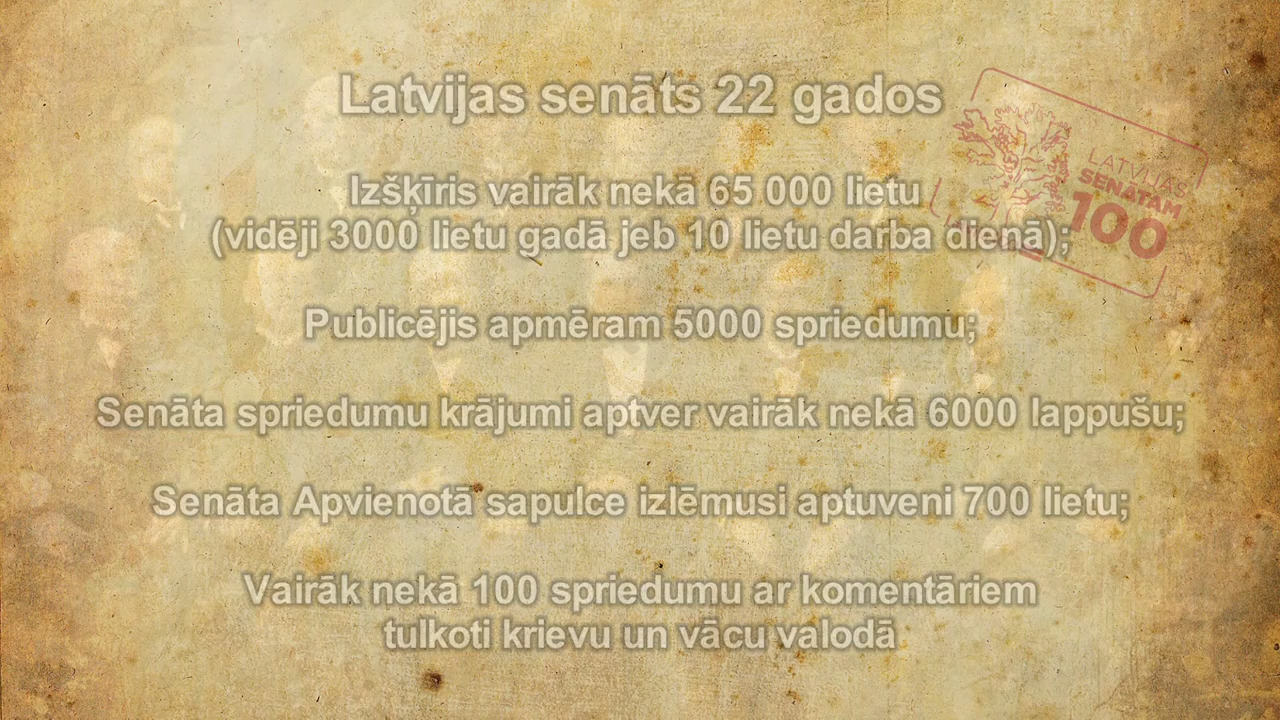 Latvijas senāts 22 gados
LATVIJAS
SENĀTAM
100
Izšķīris vairāk nekā 65 000 lietu
(vidēji 3000 lietu gadā jeb 10 lietu darba dienā);
Publicējis apmēram 5000 spriedumu;
Senāta spriedumu krājumi aptver vairāk nekā 6000 lappušu;
Senāta Apvienotā sapulce izlēmusi aptuveni 700 lietu;
Vairāk nekā 100 spriedumu ar komentāriem
tulkoti krievu un vācu valodā